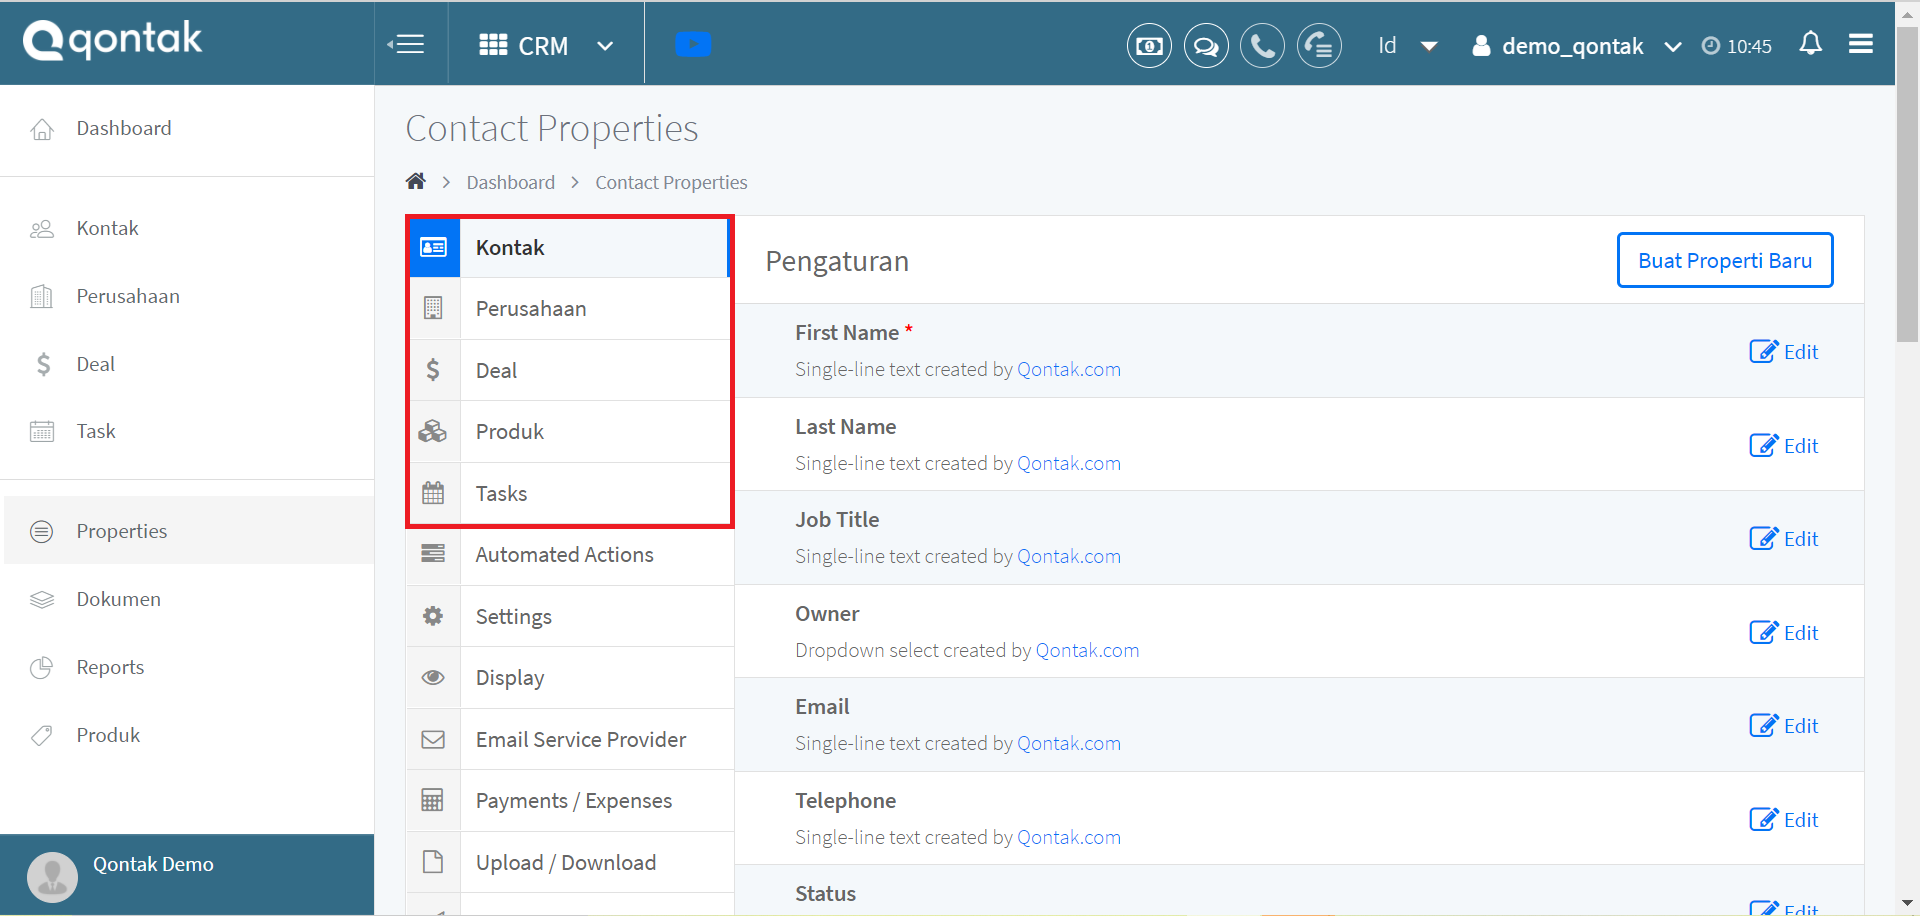 qontak
CRM
Id
demo_qontak
10:45
Dashboard
Kontak
Perusahaan
Deal
Task
Properties
Dokumen
Reports
Produk
Qontak Demo
Contact Properties
Dashboard
Contact Properties
Kontak
Perusahaan
Deal
Produk
Tasks
Automated Actions
Settings
Display
Email Service Provider
Payments / Expenses
Upload / Download
Pengaturan
Buat Properti Baru
First Name *
Single-line text created by Qontak.com
Edit
Last Name
Single-line text created by Qontak.com
Edit
Job Title
Single-line text created by Qontak.com
Edit
Owner
Dropdown select created by Qontak.com
Edit
Email
Single-line text created by Qontak.com
Edit
Telephone
Single-line text created by Qontak.com
Edit
Status
Edit